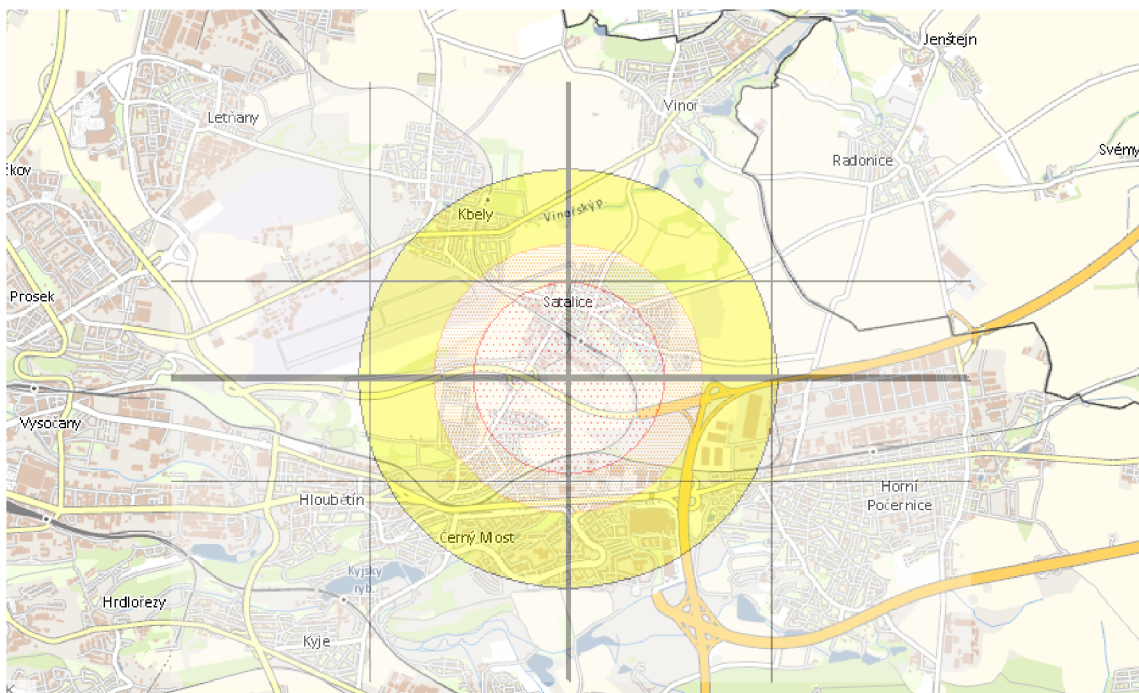 Jenštejn
Vinoř
Letňany
Svémy
Radonice
Kbely
Vinořský p.
Prosek
Satalice
Vysočany
Horní
Počernice
Hloubětín
Černý Most
Kyjský
ryb.
Hrdlořezy
Kyje